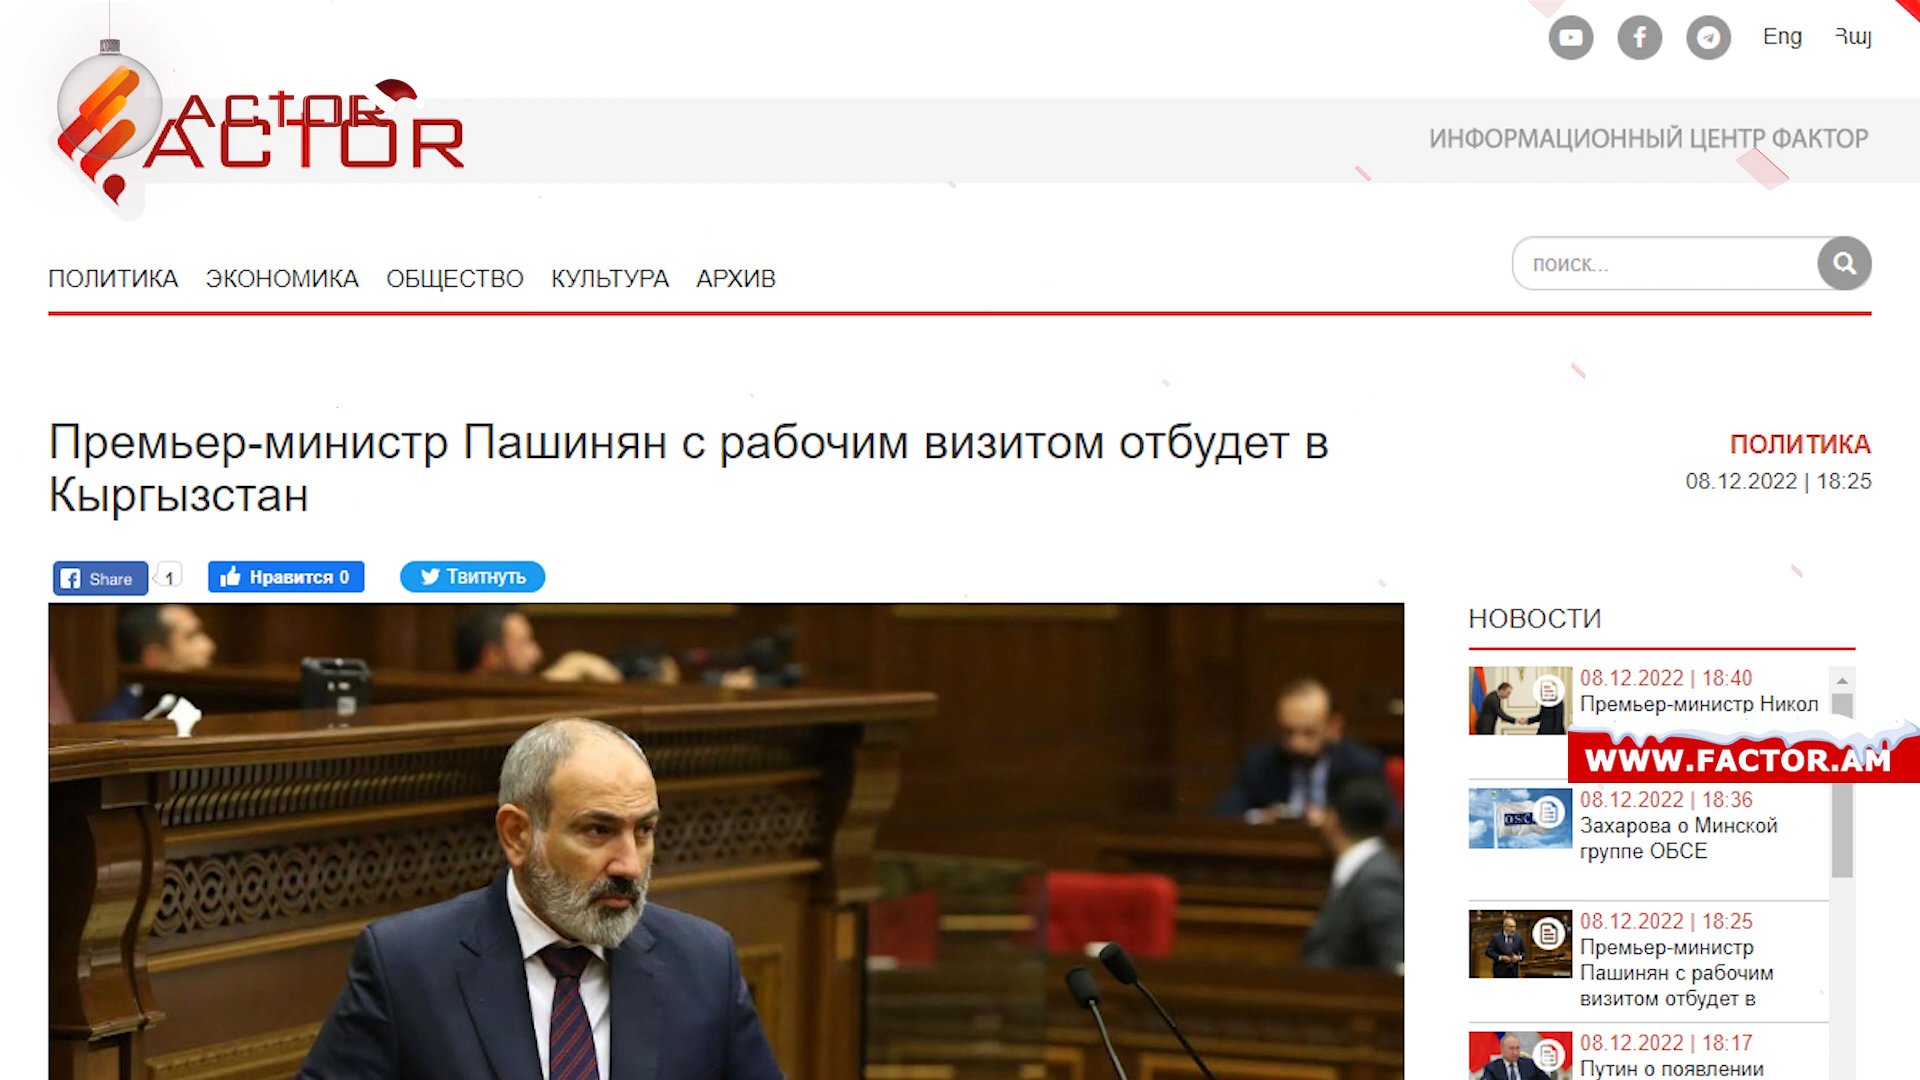 Eng Հայ
ACTOR
ACTOR
ИНФОРМАЦИОННЫЙ ЦЕНТР ФАКТОР
ПОЛИТИКА ЭКОНОМИКА ОБЩЕСТВО КУЛЬТУРА АРХИВ
поиск...
Премьер-министр Пашинян с рабочим визитом отбудет в
Кыргызстан
ПОЛИТИКА
08.12.2022 | 18:25
Share 1 Нравится 0 Твитнуть
НОВОСТИ
08.12.2022 | 18:40
Премьер-министр Никол
WWW.FACTOR.AM
08.12.2022 | 18:36
Захарова о Минской
группе ОБСЕ
08.12.2022 | 18:25
Премьер-министр
Пашинян с рабочим
визитом отбудет в
08.12.2022 | 18:17
Путин о появлении